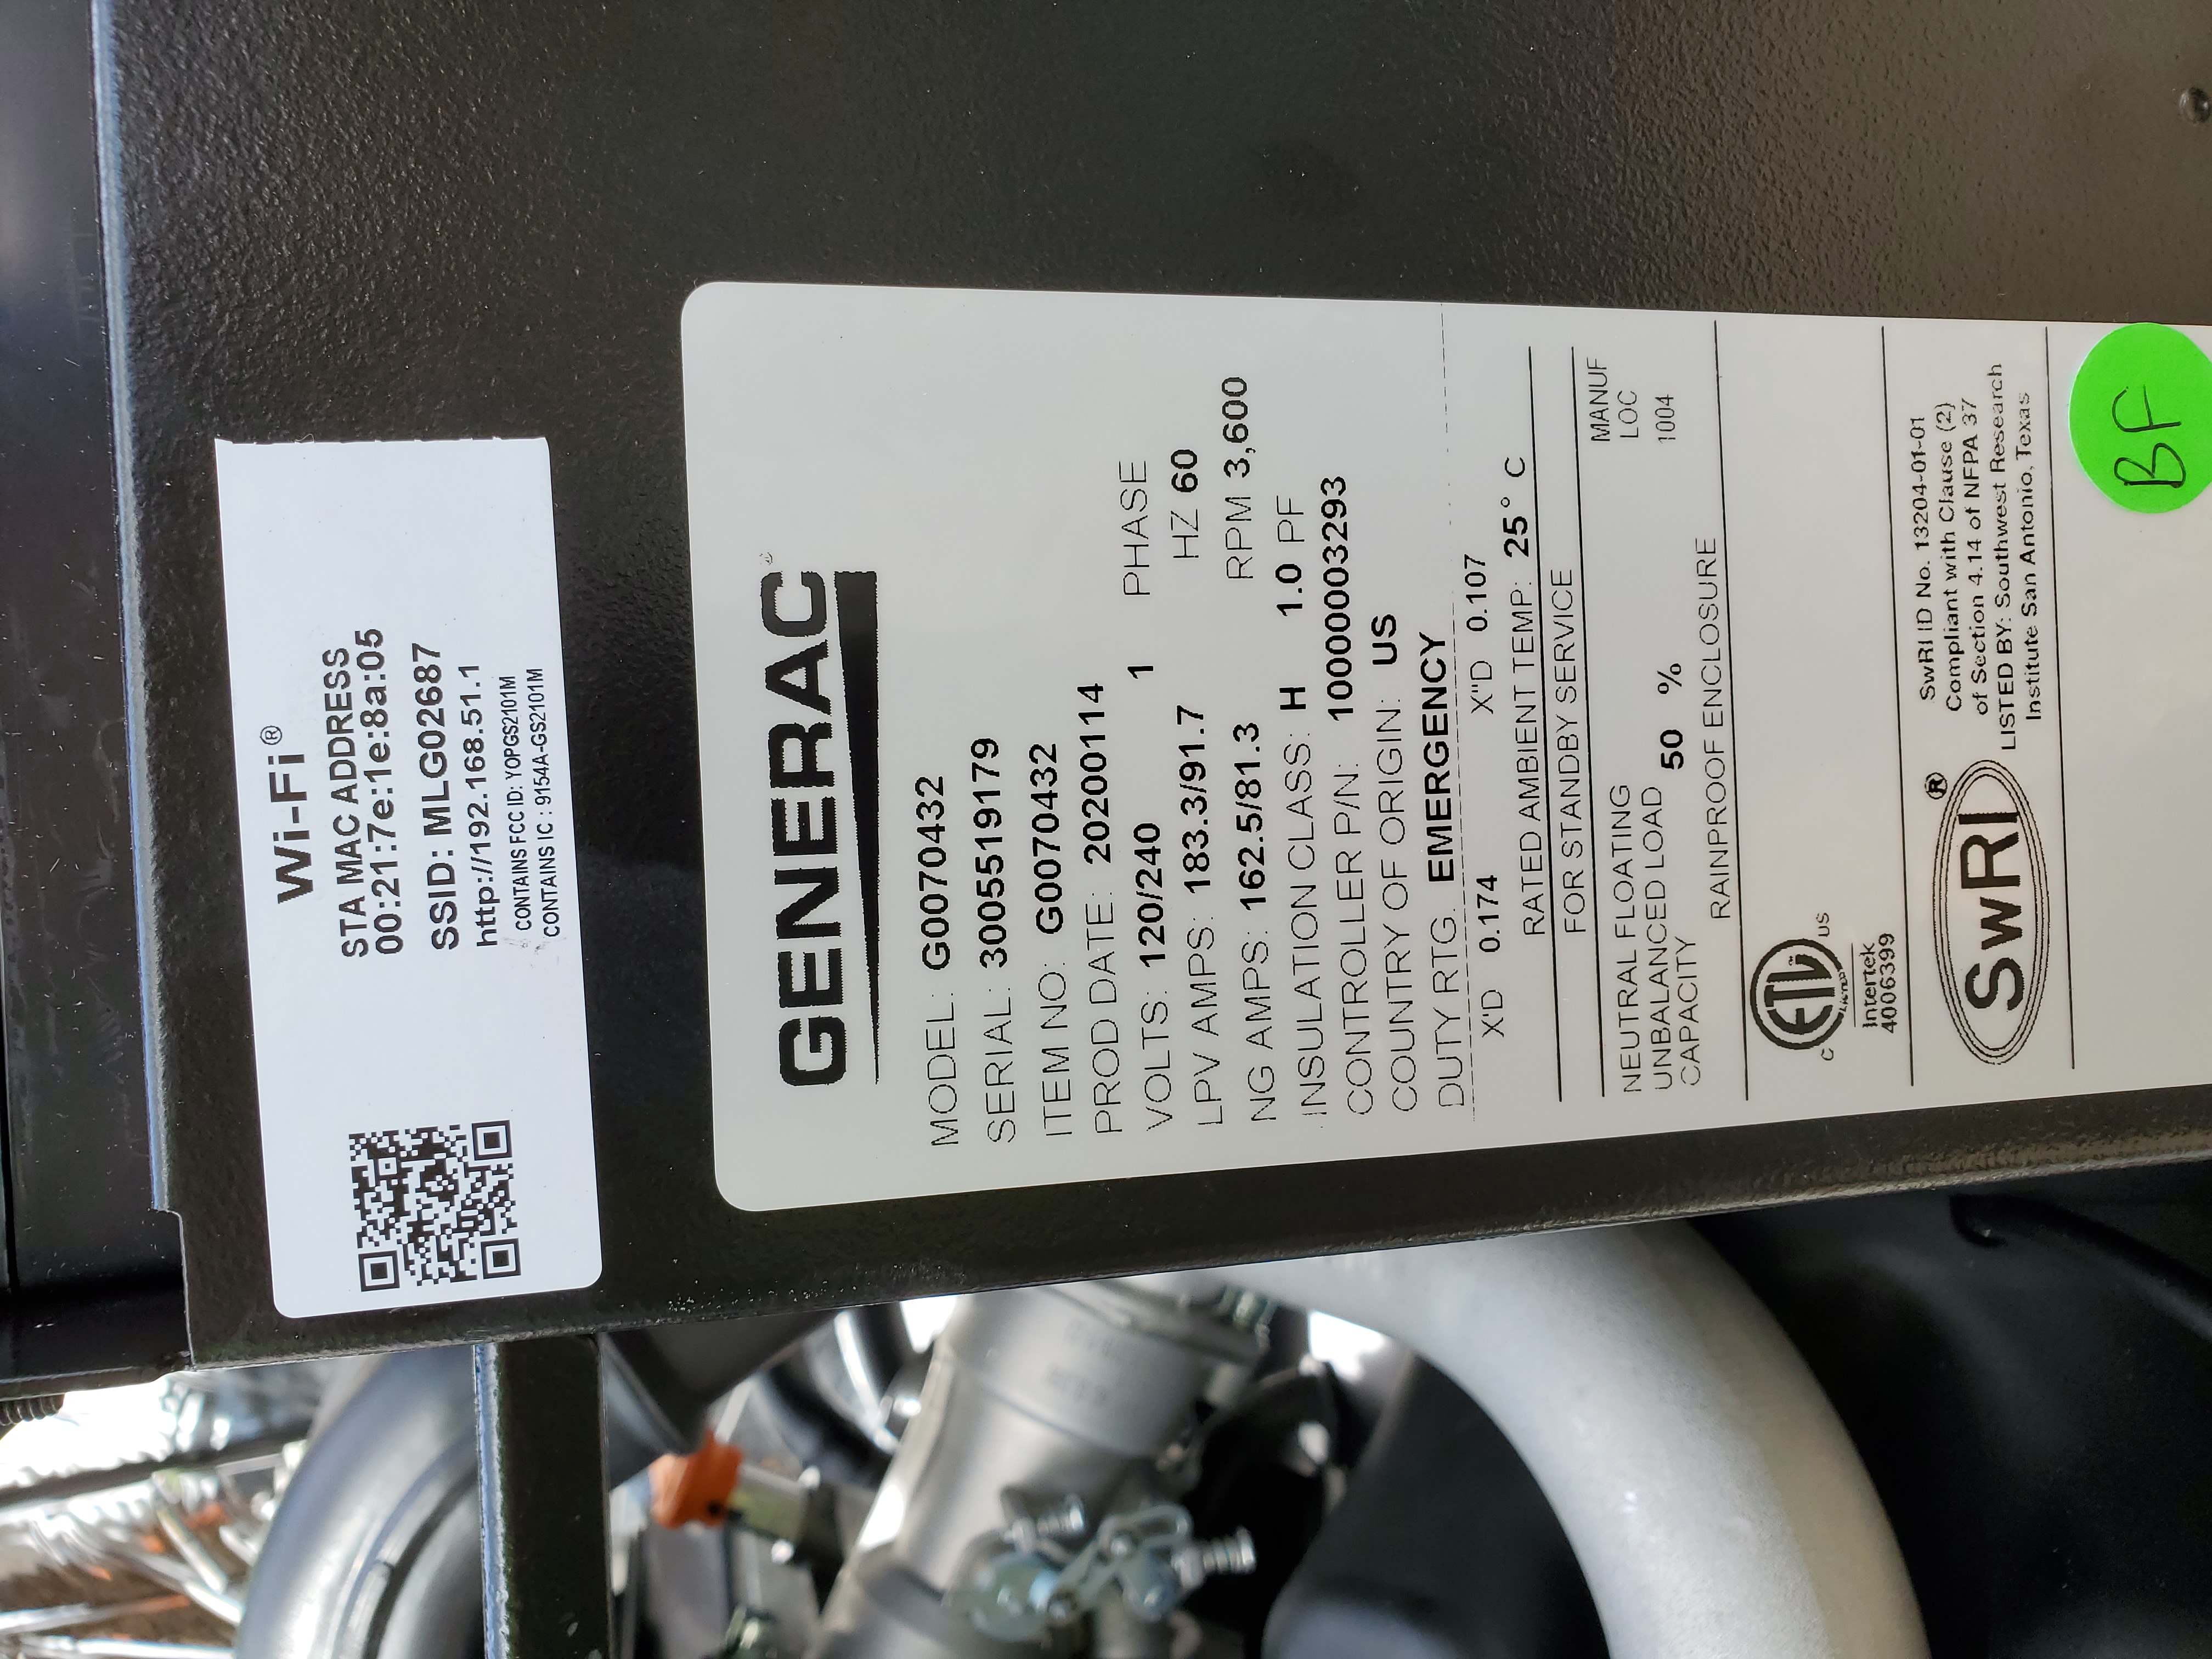 Wi-Fi®
STA MAC ADDRESS
00:21:7e:1e:8a:05
SSID: MLG02687
http://192.168.51.1
CONTAINS FCC ID: YOPGS2101M
CONTAINS IC : 9154A-GS2101M
GENERAC
MODEL: G0070432
SERIAL: 3005519179
ITEM NO: G0070432
PROD DATE: 20200114
VOLTS: 120/240 1 PHASE
LPV AMPS: 183.3/91.7 HZ 60
NG AMPS: 162.5/81.3 RPM 3,600
INSULATION CLASS: H 1.0 PF
CONTROLLER P/N: 10000003293
COUNTRY OF ORIGIN: US
DUTY RTG. EMERGENCY
X'D 0.174 X"D 0.107
RATED AMBIENT TEMP: 25° C
FOR STANDBY SERVICE
NEUTRAL FLOATING
UNBALANCED LOAD
CAPACITY 50 %
MANUF
LOC
1004
RAINPROOF ENCLOSURE
C ETL US
LISTED
Intertek
4006399
SwRI®
SwRI ID No. 13204-01-01
Compliant with Clause (2)
of Section 4.14 of NFPA 37
LISTED BY: Southwest Research
Institute San Antonio, Texas
BF